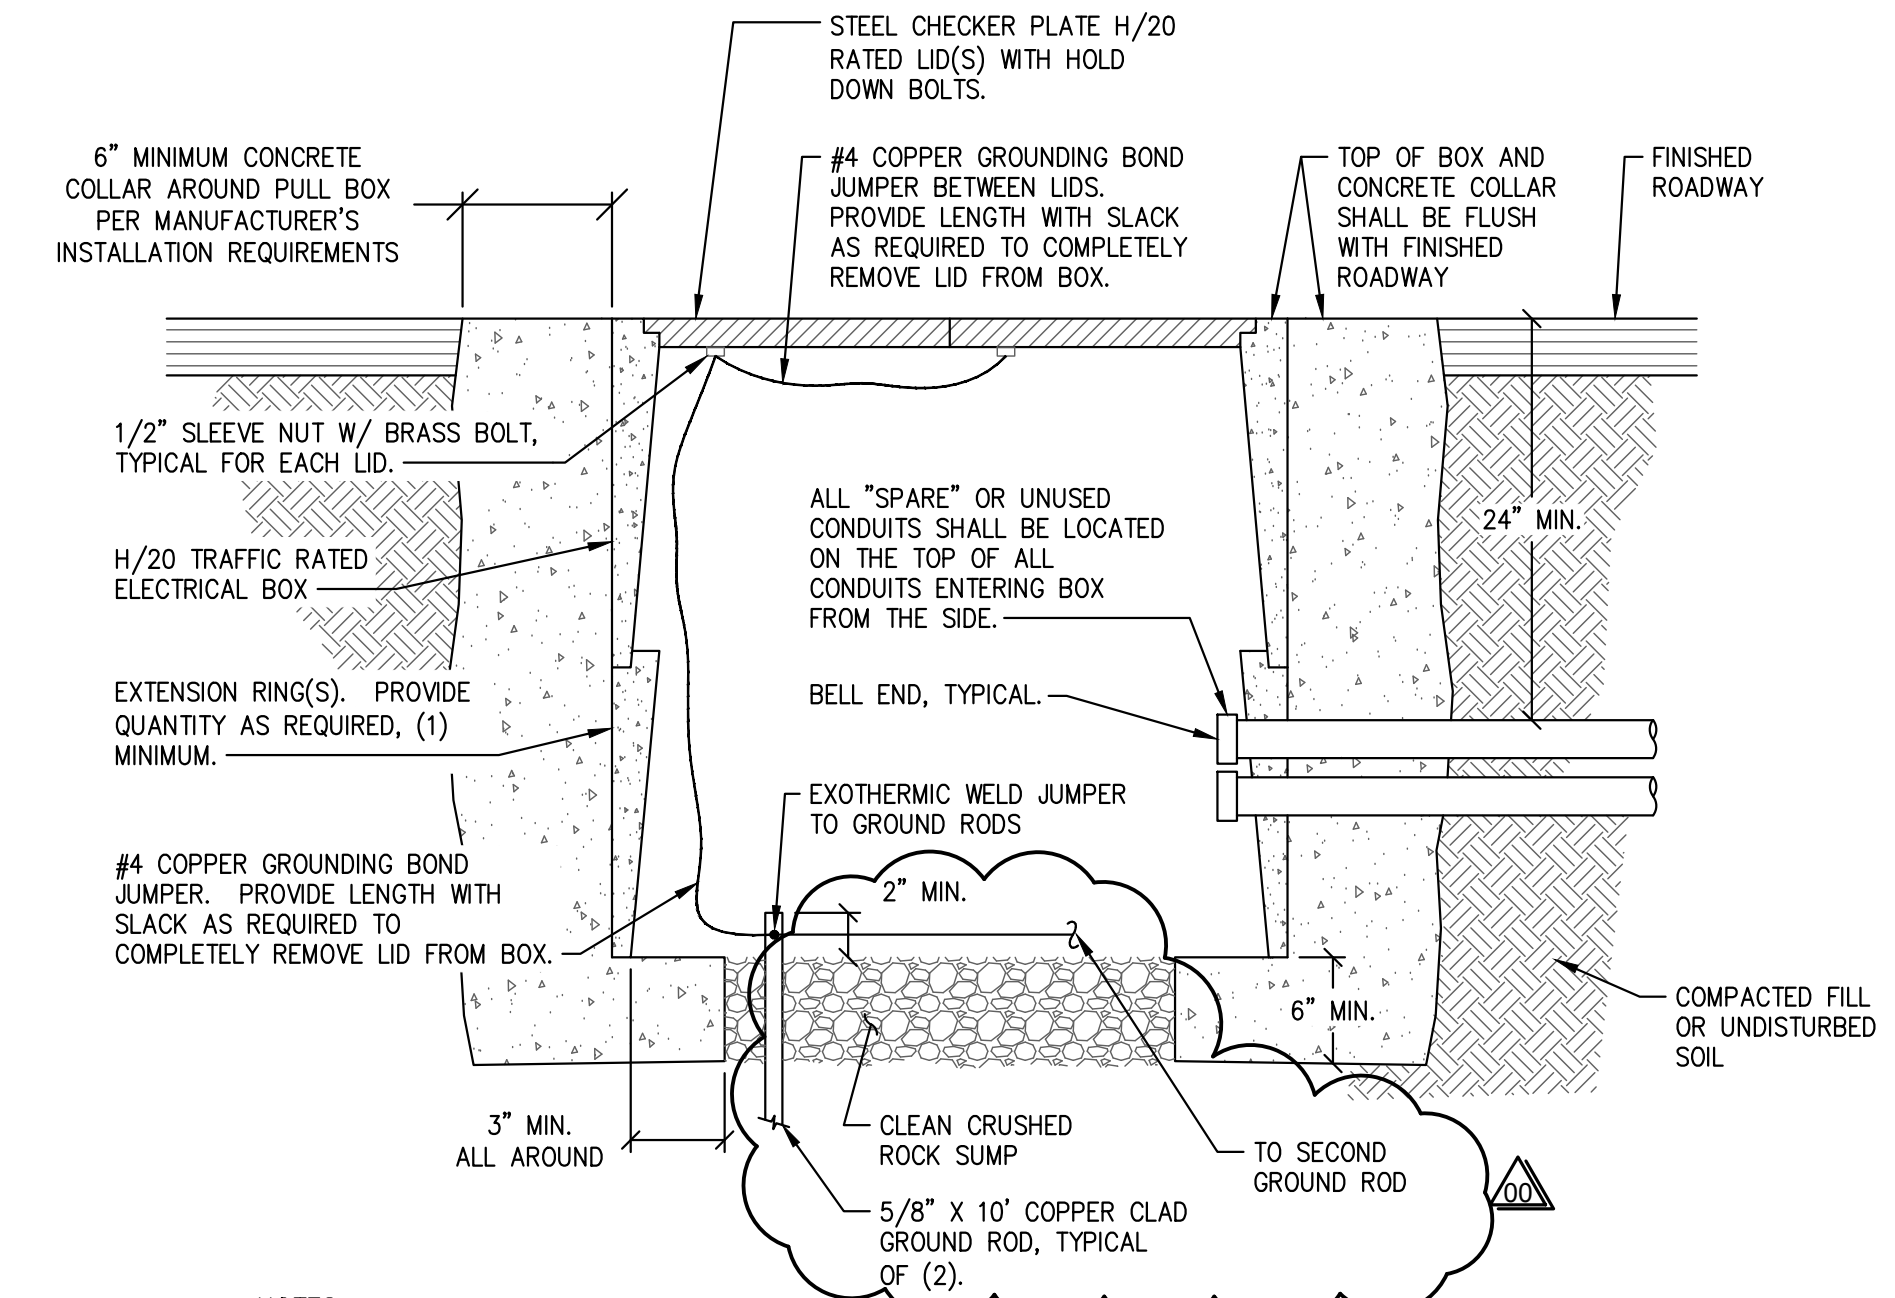 STEEL CHECKER PLATE H/20
RATED LID(S) WITH HOLD
DOWN BOLTS.
6" MINIMUM CONCRETE
COLLAR AROUND PULL BOX
PER MANUFACTURER'S
INSTALLATION REQUIREMENTS
#4 COPPER GROUNDING BOND
JUMPER BETWEEN LIDS.
PROVIDE LENGTH WITH SLACK
AS REQUIRED TO COMPLETELY
REMOVE LID FROM BOX.
TOP OF BOX AND
CONCRETE COLLAR
SHALL BE FLUSH
WITH FINISHED
ROADWAY
FINISHED
ROADWAY
1/2" SLEEVE NUT W/ BRASS BOLT,
TYPICAL FOR EACH LID.
H/20 TRAFFIC RATED
ELECTRICAL BOX
ALL "SPARE" OR UNUSED
CONDUITS SHALL BE LOCATED
ON THE TOP OF ALL
CONDUITS ENTERING BOX
FROM THE SIDE.
24" MIN.
EXTENSION RING(S). PROVIDE
QUANTITY AS REQUIRED, (1)
MINIMUM.
BELL END, TYPICAL.
EXOTHERMIC WELD JUMPER
TO GROUND RODS
#4 COPPER GROUNDING BOND
JUMPER. PROVIDE LENGTH WITH
SLACK AS REQUIRED TO
COMPLETELY REMOVE LID FROM BOX.
2" MIN.
6" MIN.
COMPACTED FILL
OR UNDISTURBED
SOIL
3" MIN.
ALL AROUND
CLEAN CRUSHED
ROCK SUMP
TO SECOND
GROUND ROD
00
5/8" X 10' COPPER CLAD
GROUND ROD, TYPICAL
OF (2).